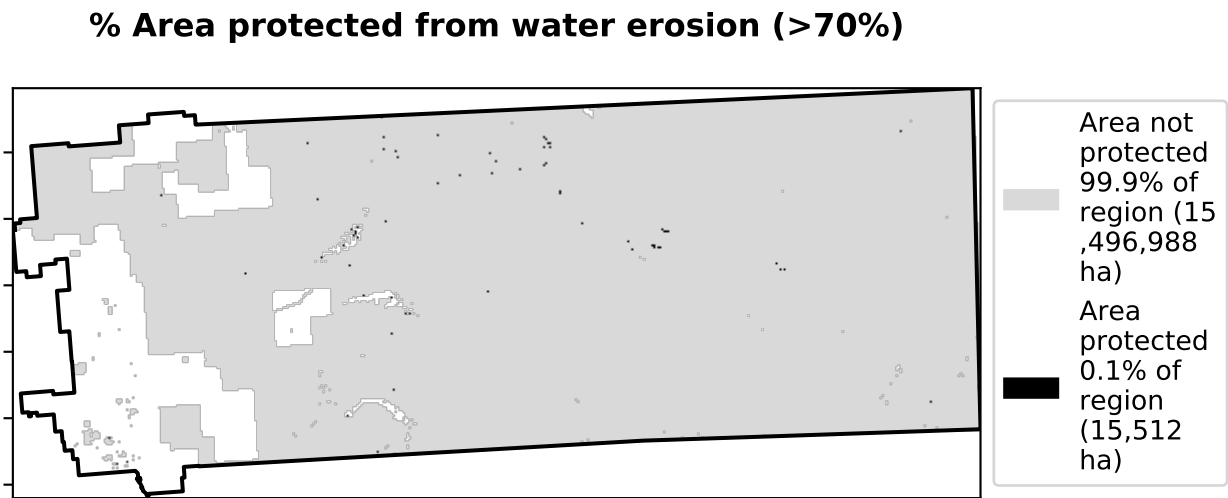 % Area protected from water erosion (>70%)
Area not
protected
99.9% of
region (15
,496,988
ha)
Area
protected
0.1% of
region
(15,512
ha)